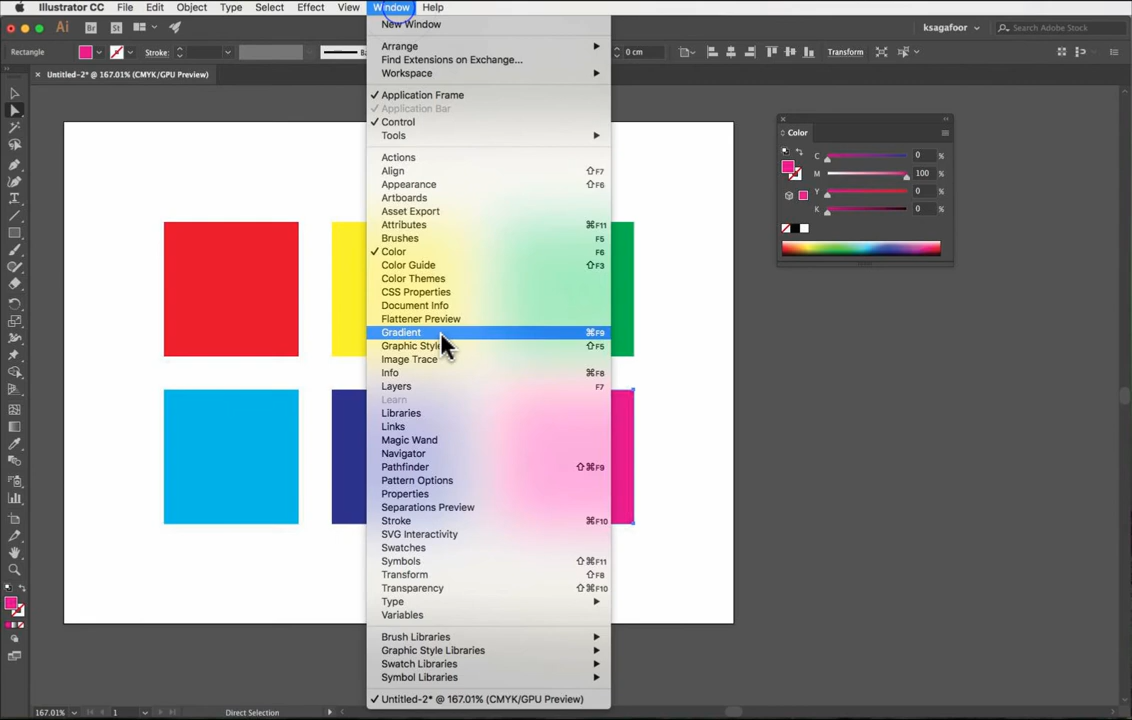 Illustrator CC File Edit Object Type Select Effect View Window Help
Ai Br St ksagafoor Search Adobe Stock
Rectangle Stroke: Ba 0 cm Transform
Untitled-2* @ 167.01% (CMYK/GPU Preview)
New Window
Arrange
Find Extensions on Exchange...
Workspace
Application Frame
Application Bar
Control
Tools
Actions
Align ⇧F7
Appearance ⇧F6
Artboards
Asset Export
Attributes ⌘F11
Brushes F5
Color F6
Color Guide ⇧F3
Color Themes
CSS Properties
Document Info
Flattener Preview
Gradient ⌘F9
Graphic Style ⇧F5
Image Trace
Info ⌘F8
Layers F7
Learn
Libraries
Links
Magic Wand
Navigator
Pathfinder ⇧⌘F9
Pattern Options
Properties
Separations Preview
Stroke ⌘F10
SVG Interactivity
Swatches
Symbols ⇧⌘F11
Transform ⇧F8
Transparency ⇧⌘F10
Type
Variables
Brush Libraries
Graphic Style Libraries
Swatch Libraries
Symbol Libraries
Untitled-2* @ 167.01% (CMYK/GPU Preview)
Color
C 0 %
M 100 %
Y 0 %
K 0 %
167.01% 1 Direct Selection